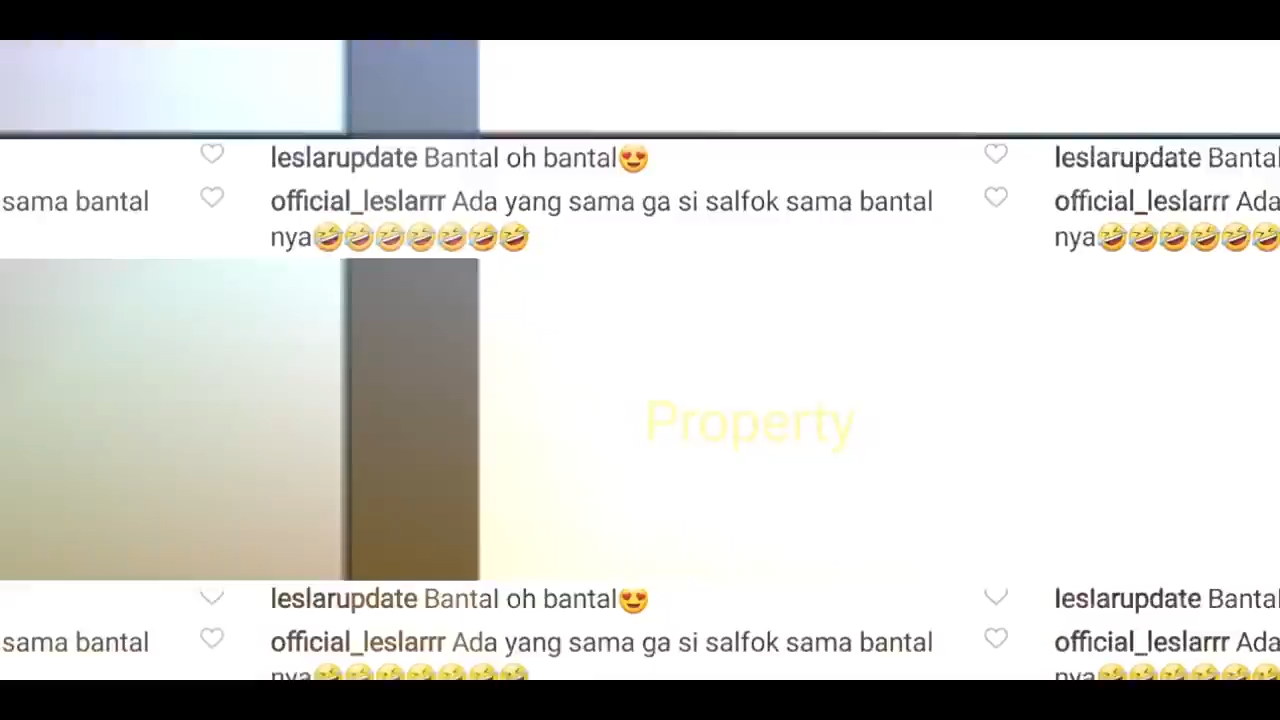 leslarupdate Bantal oh bantal😍
leslarupdate Bantal
sama bantal
official_leslarrr Ada yang sama ga si salfok sama bantal
official_leslarrr Ada
nya🤣🤣🤣🤣🤣🤣🤣
nya🤣🤣🤣🤣🤣🤣
Property
leslarupdate Bantal oh bantal😍
leslarupdate Bantal
sama bantal
official_leslarrr Ada yang sama ga si salfok sama bantal
official_leslarrr Ada
nya🤣🤣🤣🤣🤣🤣🤣
nya🤣🤣🤣🤣🤣🤣